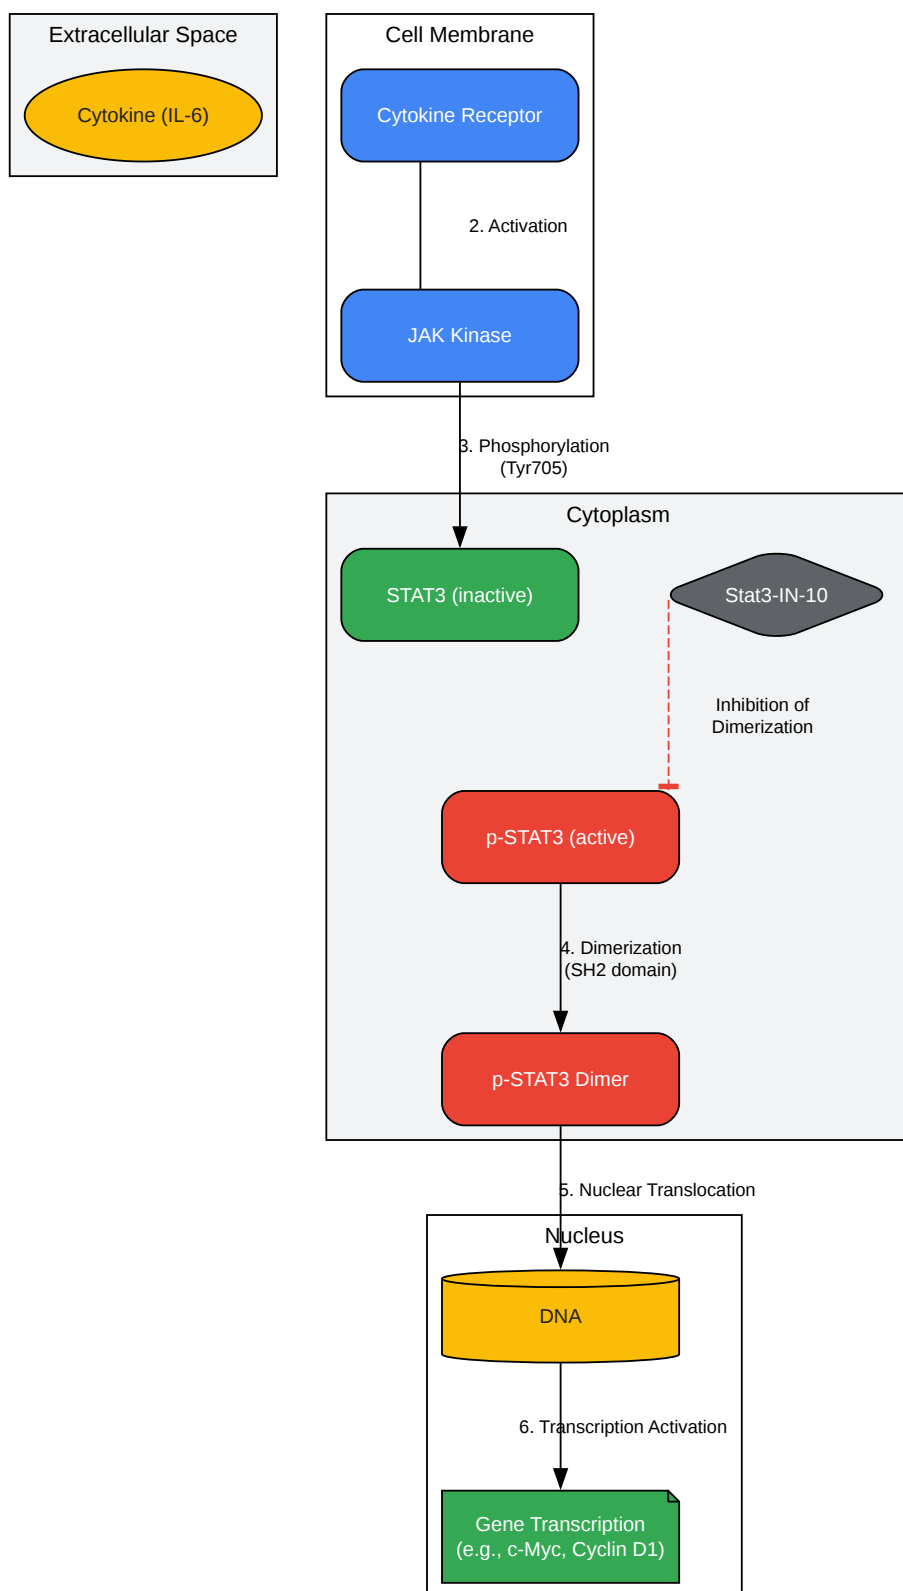 Extracellular Space
Cytokine (IL-6)
Cell Membrane
Cytokine Receptor
2. Activation
JAK Kinase
3. Phosphorylation
(Tyr705)
Cytoplasm
STAT3 (inactive)
Stat3-IN-10
Inhibition of
Dimerization
p-STAT3 (active)
4. Dimerization
(SH2 domain)
p-STAT3 Dimer
5. Nuclear Translocation
Nucleus
DNA
6. Transcription Activation
Gene Transcription
(e.g., c-Myc, Cyclin D1)